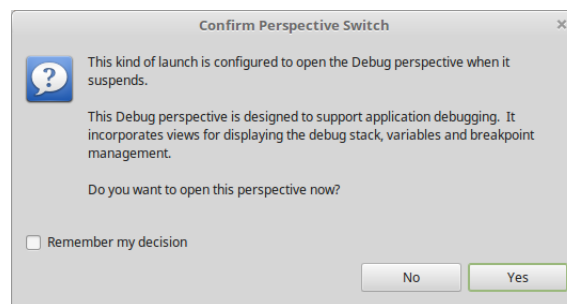 Confirm Perspective Switch
This kind of launch is configured to open the Debug perspective when it
suspends.
This Debug perspective is designed to support application debugging. It
incorporates views for displaying the debug stack, variables and breakpoint
management.
Do you want to open this perspective now?
Remember my decision
No Yes